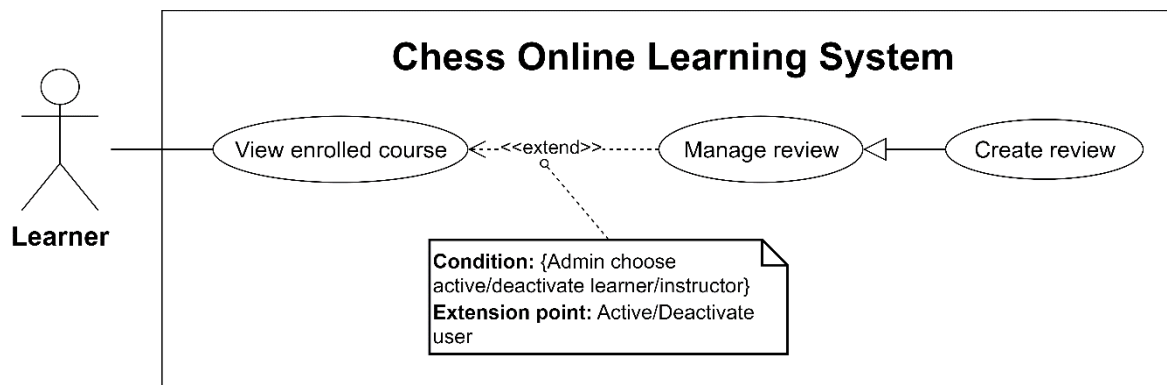 Chess Online Learning System
Learner
View enrolled course
<<extend>>
Manage review
Create review
Condition: {Admin choose
active/deactivate learner/instructor}
Extension point: Active/Deactivate
user